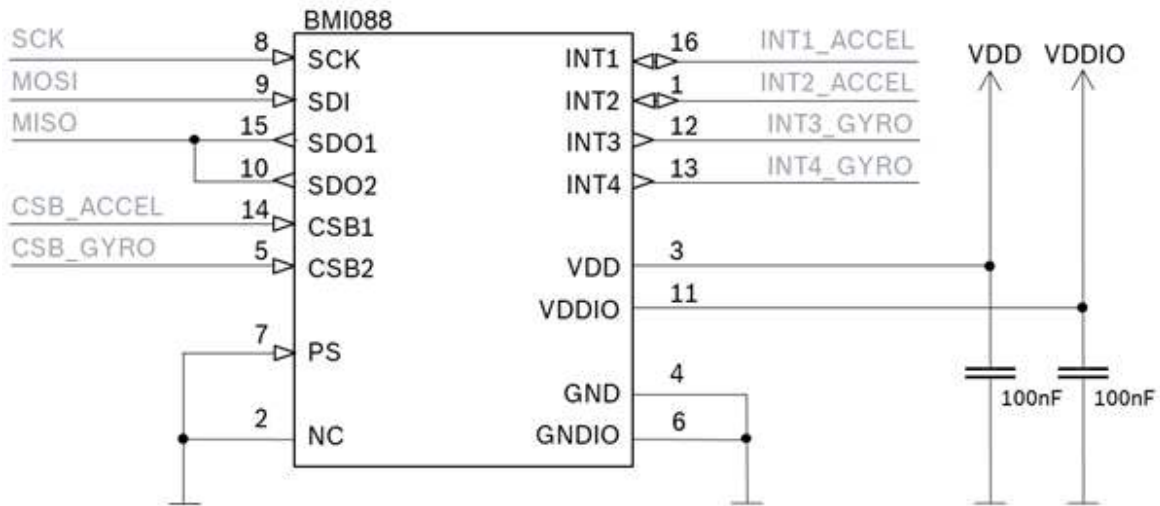 BMI088
SCK 8 SCK
MOSI 9 SDI
MISO 15 SDO1
10 SDO2
CSB_ACCEL 14 CSB1
CSB_GYRO 5 CSB2
7 PS
2 NC
INT1 16 INT1_ACCEL
INT2 1 INT2_ACCEL
INT3 12 INT3_GYRO
INT4 13 INT4_GYRO
VDD 3
VDDIO 11
GND 4
GNDIO 6
VDD VDDIO
100nF 100nF